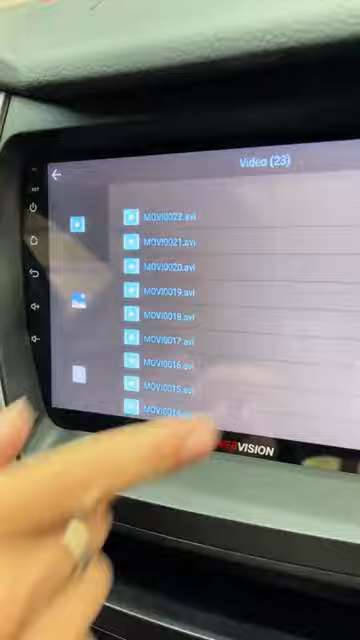 Video (23)
MOVI0022.avi
MOVI0021.avi
MOVI0020.avi
MOVI0019.avi
MOVI0018.avi
MOVI0017.avi
MOVI0016.avi
MOVI0015.avi
MOVI0014.avi
VISION